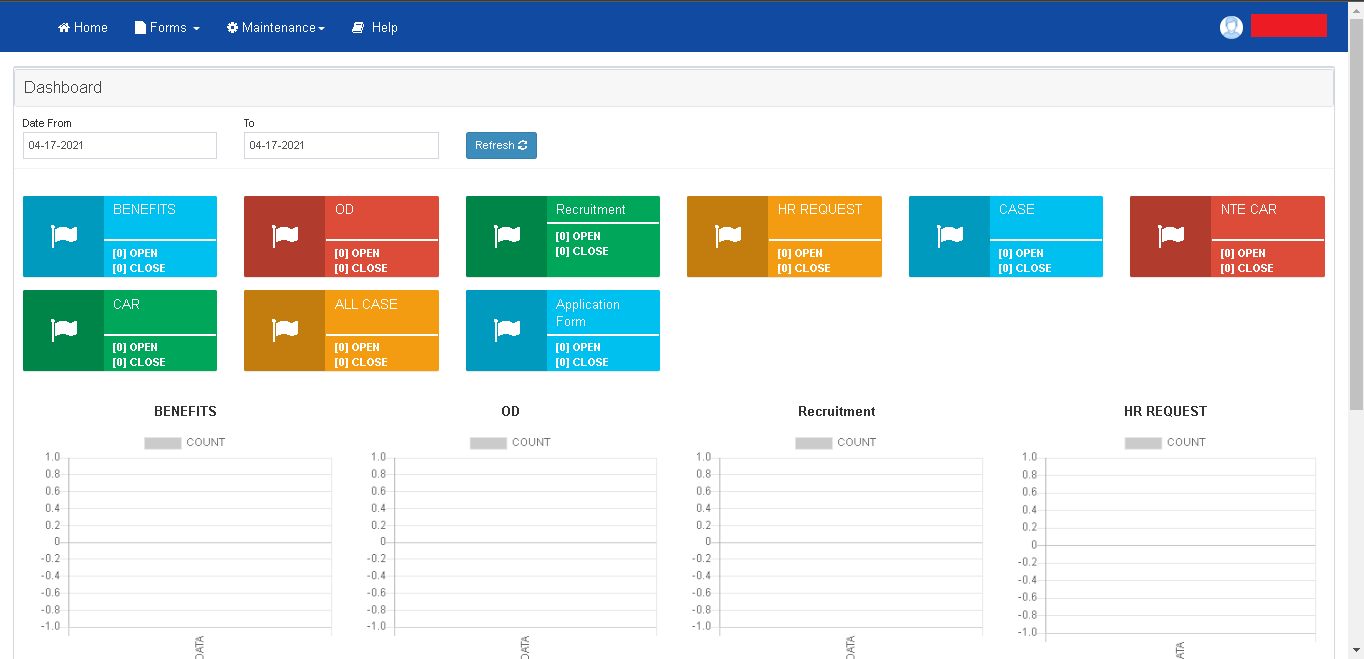 Home Forms Maintenance Help
Dashboard
Date From To
04-17-2021 04-17-2021 Refresh
BENEFITS OD Recruitment HR REQUEST CASE NTE CAR
[0] OPEN [0] OPEN [0] OPEN [0] OPEN [0] OPEN [0] OPEN
[0] CLOSE [0] CLOSE [0] CLOSE [0] CLOSE [0] CLOSE [0] CLOSE
CAR ALL CASE Application
Form
[0] OPEN [0] OPEN [0] OPEN
[0] CLOSE [0] CLOSE [0] CLOSE
BENEFITS OD Recruitment HR REQUEST
COUNT COUNT COUNT COUNT
1.0 1.0 1.0 1.0
0.8 0.8 0.8 0.8
0.6 0.6 0.6 0.6
0.4 0.4 0.4 0.4
0.2 0.2 0.2 0.2
0 0 0 0
-0.2 -0.2 -0.2 -0.2
-0.4 -0.4 -0.4 -0.4
-0.6 -0.6 -0.6 -0.6
-0.8 -0.8 -0.8 -0.8
-1.0 -1.0 -1.0 -1.0
DATA DATA DATA ATA